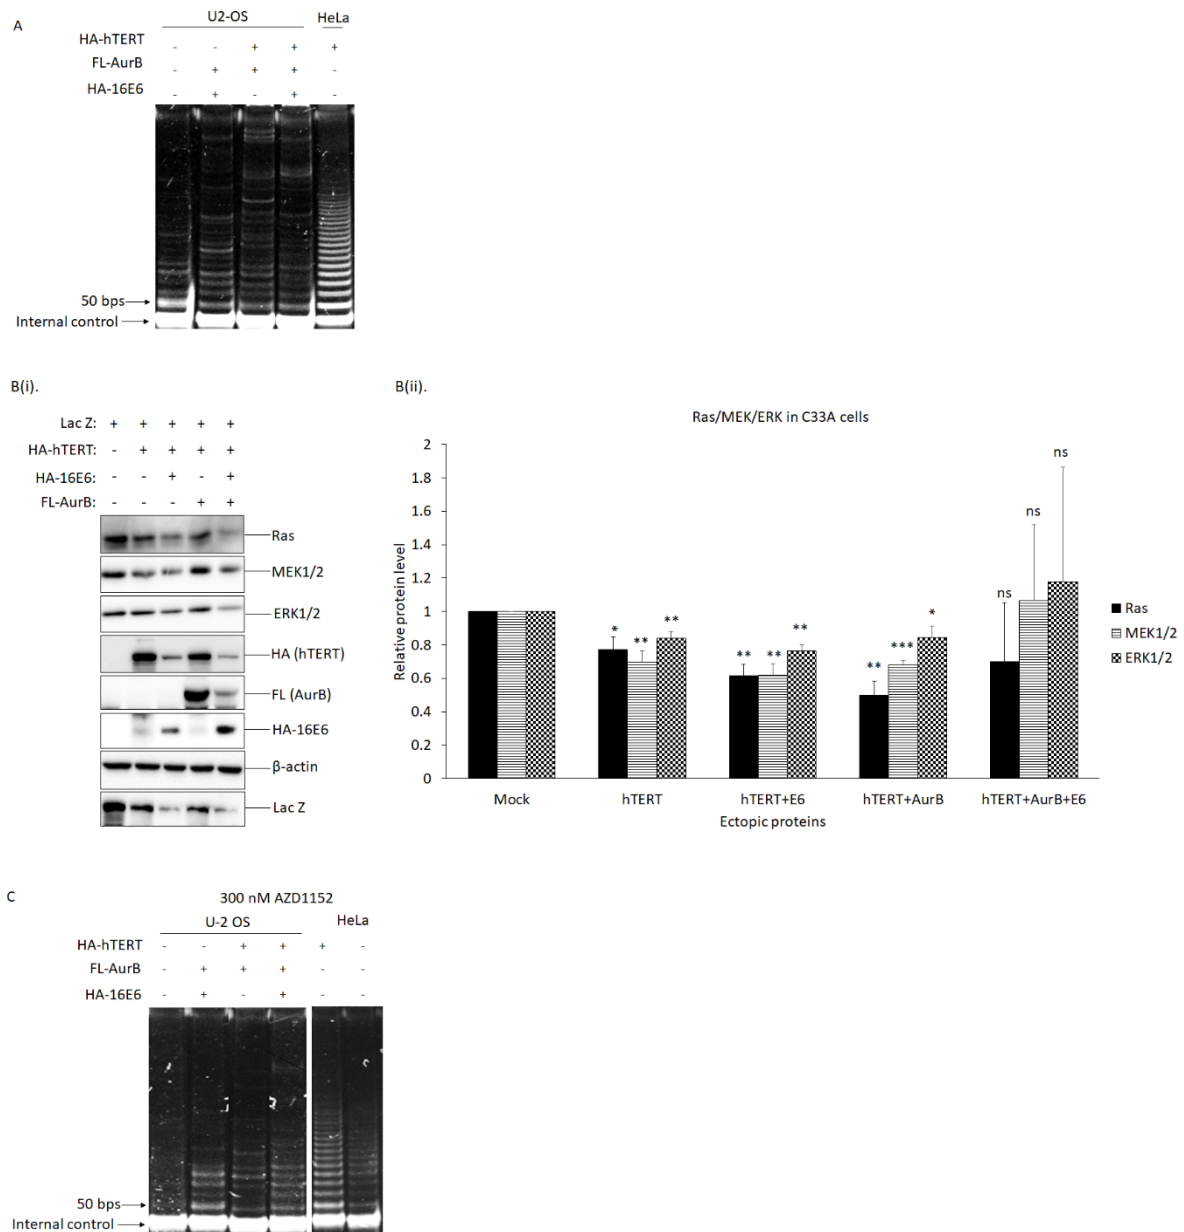 A
U2-OS HeLa
HA-hTERT - - + + +
FL-AurB - + + + -
HA-16E6 - + - + -
50 bps
Internal control
B(i).
Lac Z: + + + + +
HA-hTERT: - + + + +
HA-16E6: - - + - +
FL-AurB: - - - + +
Ras
MEK1/2
ERK1/2
HA (hTERT)
FL (AurB)
HA-16E6
β-actin
Lac Z
B(ii).
Ras/MEK/ERK in C33A cells
Relative protein level
2
1.8
1.6
1.4
1.2
1
0.8
0.6
0.4
0.2
0
* ** **
** ** **
** *** *
ns ns ns
Mock hTERT hTERT+E6 hTERT+AurB hTERT+AurB+E6
Ectopic proteins
Ras
MEK1/2
ERK1/2
C
300 nM AZD1152
U-2 OS HeLa
HA-hTERT - - + + + -
FL-AurB - + + + - -
HA-16E6 - + - + - -
50 bps
Internal control